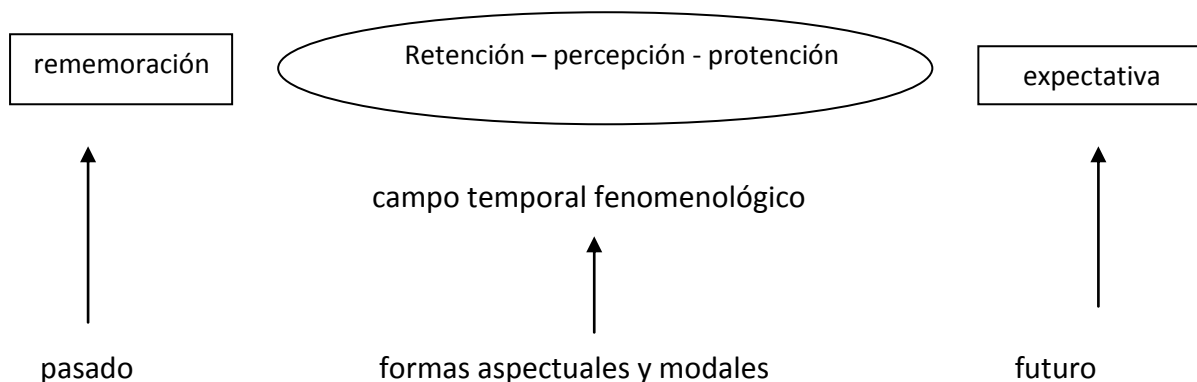 rememoración
Retención – percepción - protención
expectativa
campo temporal fenomenológico
pasado
formas aspectuales y modales
futuro